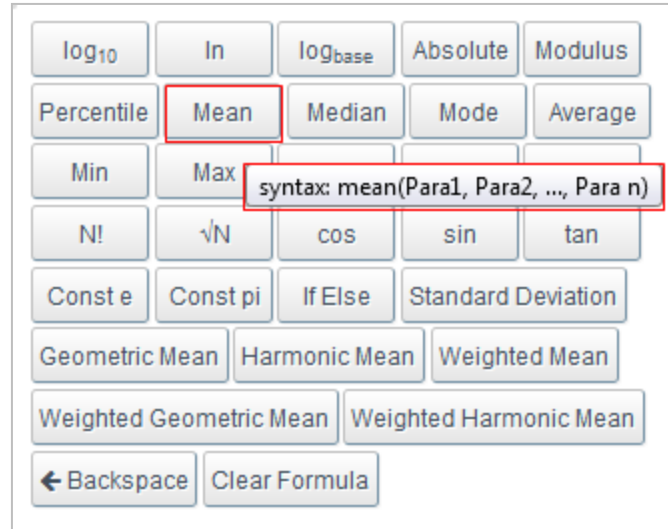 log10 In logbase Absolute Modulus
Percentile Mean Median Mode Average
Min Max
syntax: mean(Para1, Para2, ..., Para n)
N! √N cos sin tan
Const e Const pi If Else Standard Deviation
Geometric Mean Harmonic Mean Weighted Mean
Weighted Geometric Mean Weighted Harmonic Mean
← Backspace Clear Formula